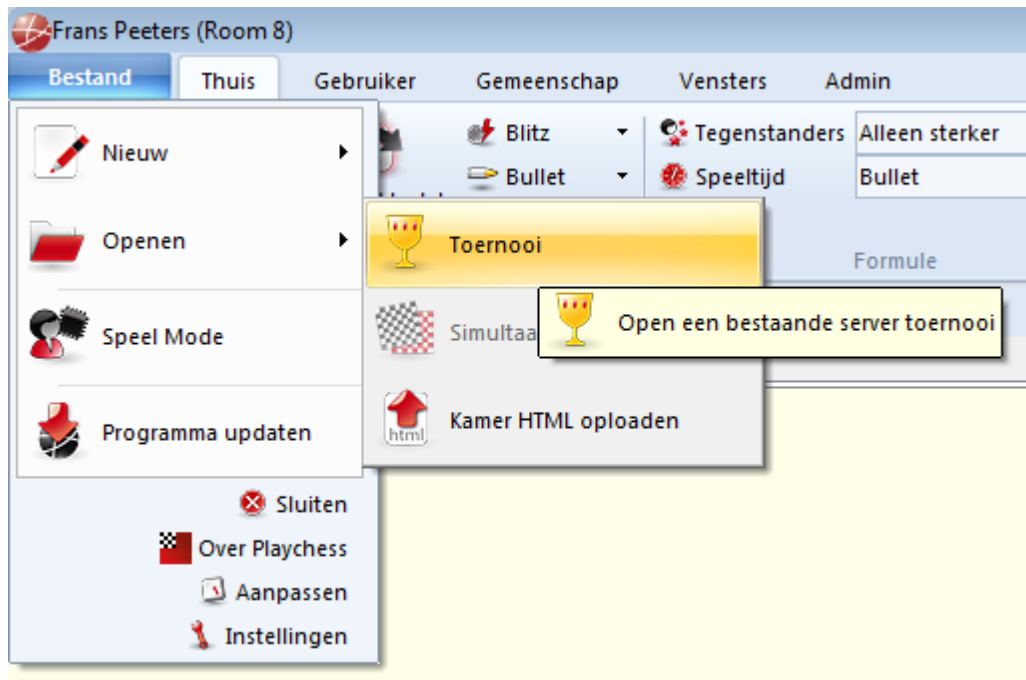 Frans Peeters (Room 8)
Bestand Thuis Gebruiker Gemeenschap Vensters Admin
Nieuw
Openen
Speel Mode
Programma updaten
Sluiten
Over Playchess
Aanpassen
Instellingen
Blitz
Bullet
Tegenstanders Alleen sterker
Speeltijd Bullet
Formule
Toernooi
Simultaa
Open een bestaande server toernooi
Kamer HTML oploaden
html